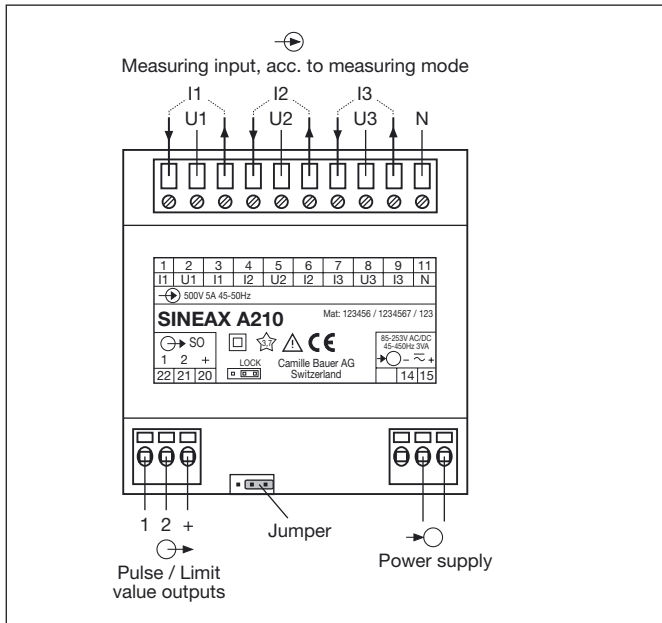 Measuring input, acc. to measuring mode
I1 I2 I3
U1 U2 U3 N
1 2 3 4 5 6 7 8 9 11
I1 U1 I1 I2 U2 I2 I3 U3 I3 N
500V 5A 45-50Hz
SINEAX A210 Mat: 123456 / 1234567 / 123
SO
3.7
85-253V AC/DC
45-450Hz 3VA
1 2 +
LOCK
Camille Bauer AG
Switzerland
CE
- +
22 21 20
14 15
1 2 +
Jumper
Power supply
Pulse / Limit
value outputs